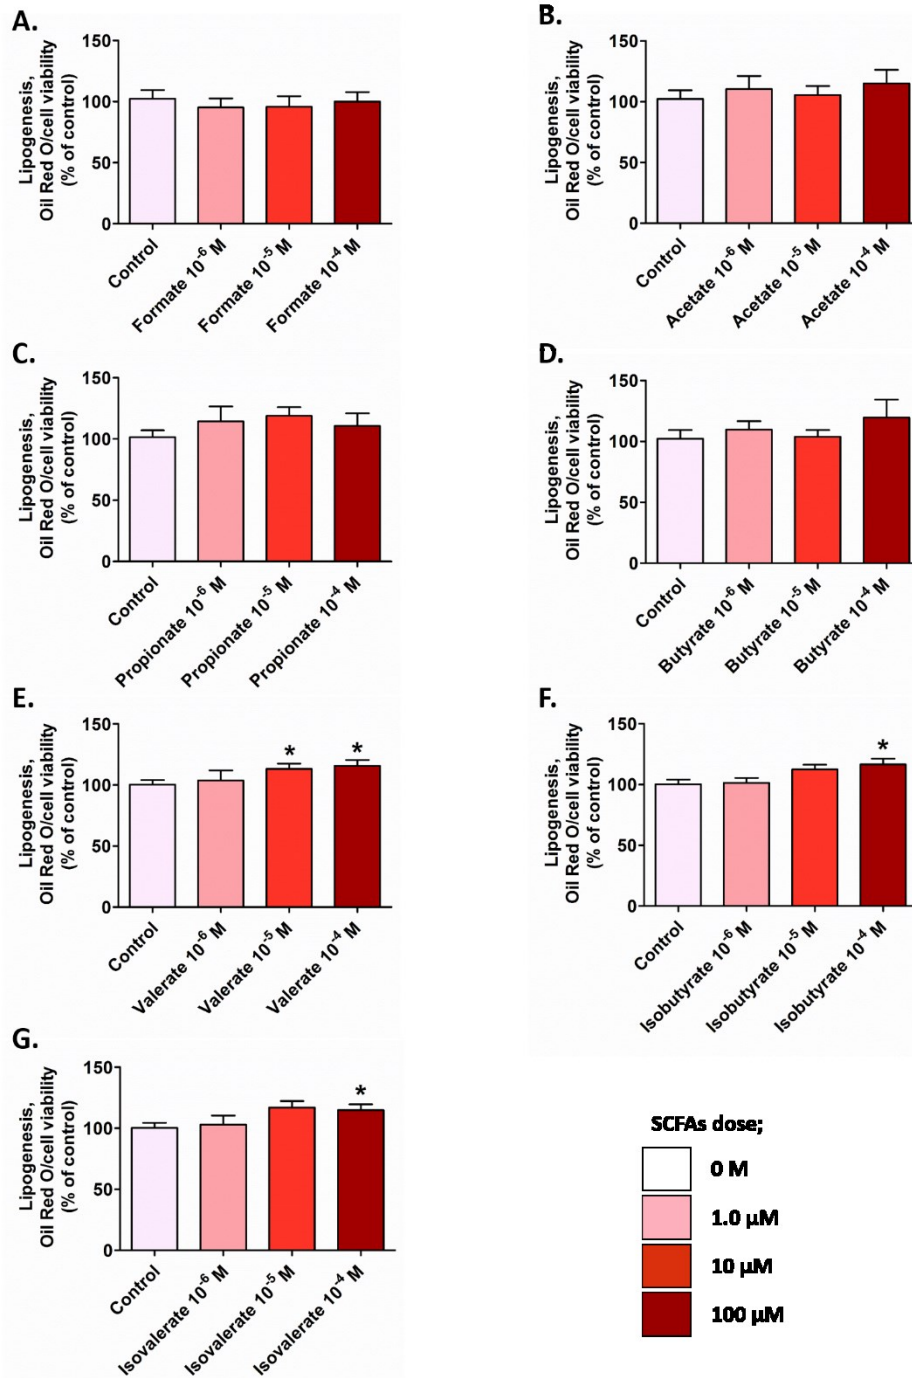 A.
Lipogenesis,
Oil Red O/cell viability
(% of control)
150
100
50
0
Control
Formate 10⁻⁶ M
Formate 10⁻⁵ M
Formate 10⁻⁴ M
B.
Lipogenesis,
Oil Red O/cell viability
(% of control)
150
100
50
0
Control
Acetate 10⁻⁶ M
Acetate 10⁻⁵ M
Acetate 10⁻⁴ M
C.
Lipogenesis,
Oil Red O/cell viability
(% of control)
150
100
50
0
Control
Propionate 10⁻⁶ M
Propionate 10⁻⁵ M
Propionate 10⁻⁴ M
D.
Lipogenesis,
Oil Red O/cell viability
(% of control)
150
100
50
0
Control
Butyrate 10⁻⁶ M
Butyrate 10⁻⁵ M
Butyrate 10⁻⁴ M
E.
Lipogenesis,
Oil Red O/cell viability
(% of control)
150
100
50
0
*
*
Control
Valerate 10⁻⁶ M
Valerate 10⁻⁵ M
Valerate 10⁻⁴ M
F.
Lipogenesis,
Oil Red O/cell viability
(% of control)
150
100
50
0
*
Control
Isobutyrate 10⁻⁶ M
Isobutyrate 10⁻⁵ M
Isobutyrate 10⁻⁴ M
G.
Lipogenesis,
Oil Red O/cell viability
(% of control)
150
100
50
0
*
Control
Isovalerate 10⁻⁶ M
Isovalerate 10⁻⁵ M
Isovalerate 10⁻⁴ M
SCFAs dose;
0 M
1.0 µM
10 µM
100 µM